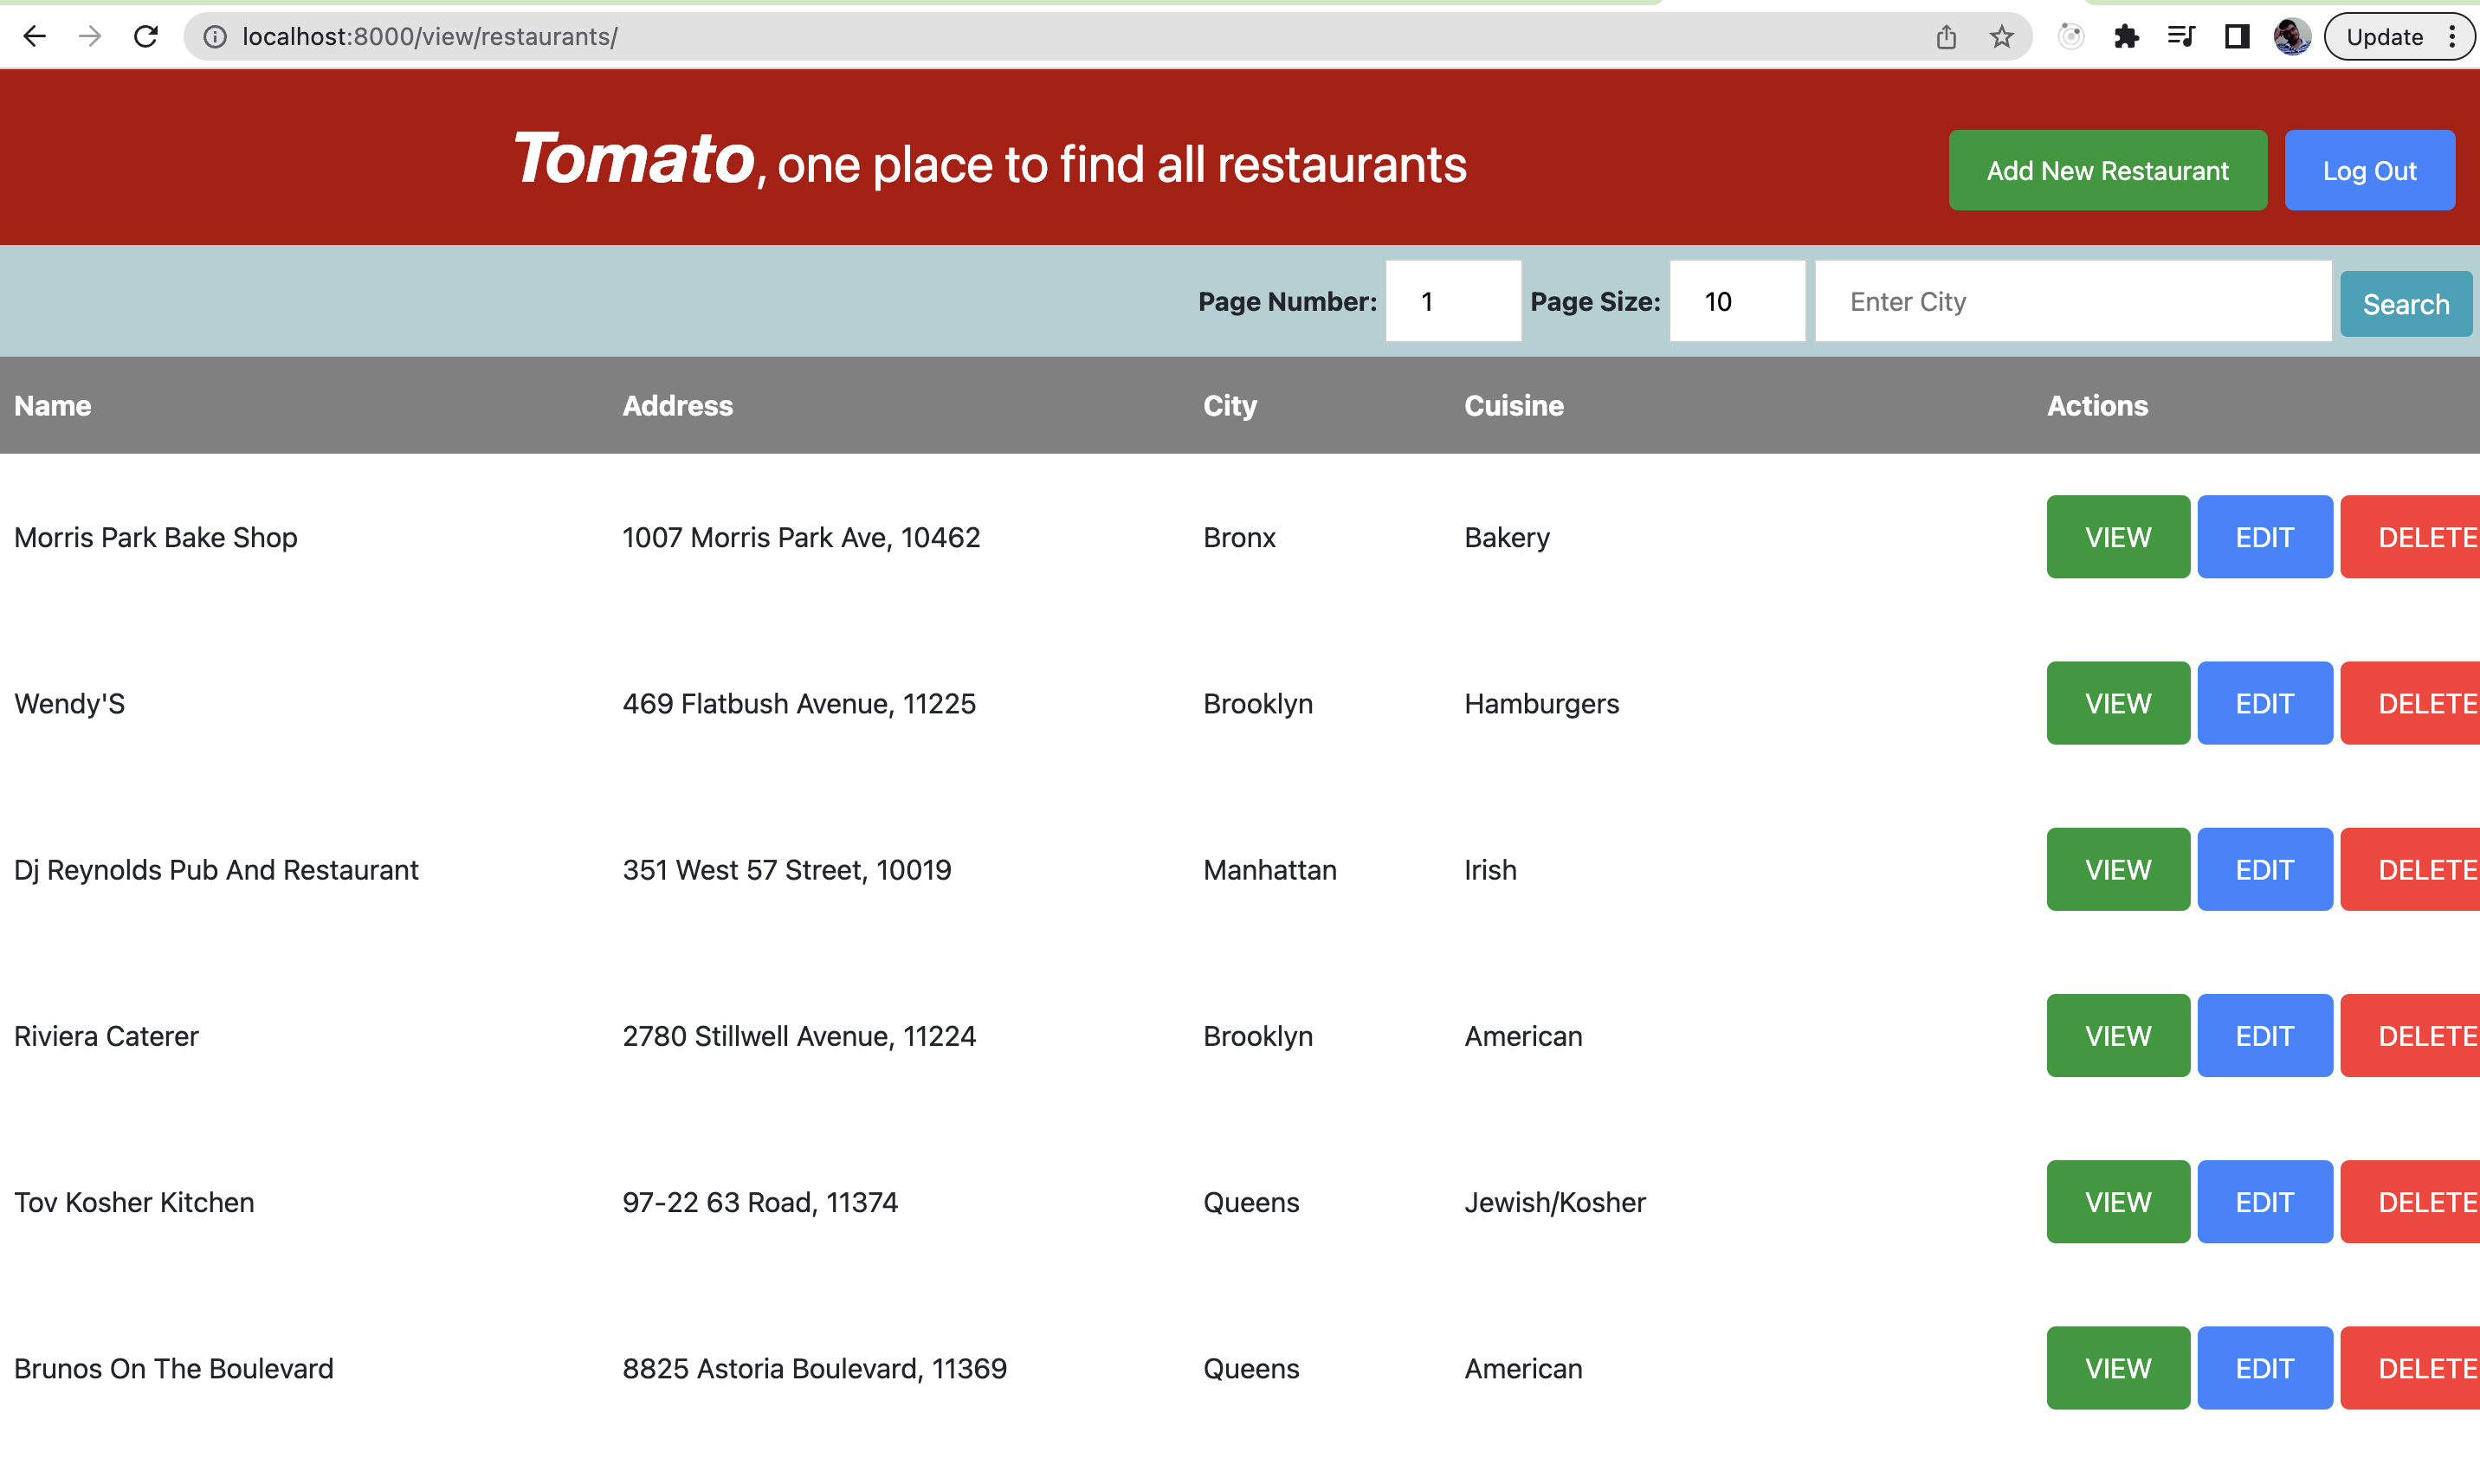 localhost:8000/view/restaurants/ Update
Tomato, one place to find all restaurants Add New Restaurant Log Out
Page Number: 1 Page Size: 10 Enter City Search
Name Address City Cuisine Actions
Morris Park Bake Shop 1007 Morris Park Ave, 10462 Bronx Bakery VIEW EDIT DELETE
Wendy'S 469 Flatbush Avenue, 11225 Brooklyn Hamburgers VIEW EDIT DELETE
Dj Reynolds Pub And Restaurant 351 West 57 Street, 10019 Manhattan Irish VIEW EDIT DELETE
Riviera Caterer 2780 Stillwell Avenue, 11224 Brooklyn American VIEW EDIT DELETE
Tov Kosher Kitchen 97-22 63 Road, 11374 Queens Jewish/Kosher VIEW EDIT DELETE
Brunos On The Boulevard 8825 Astoria Boulevard, 11369 Queens American VIEW EDIT DELETE